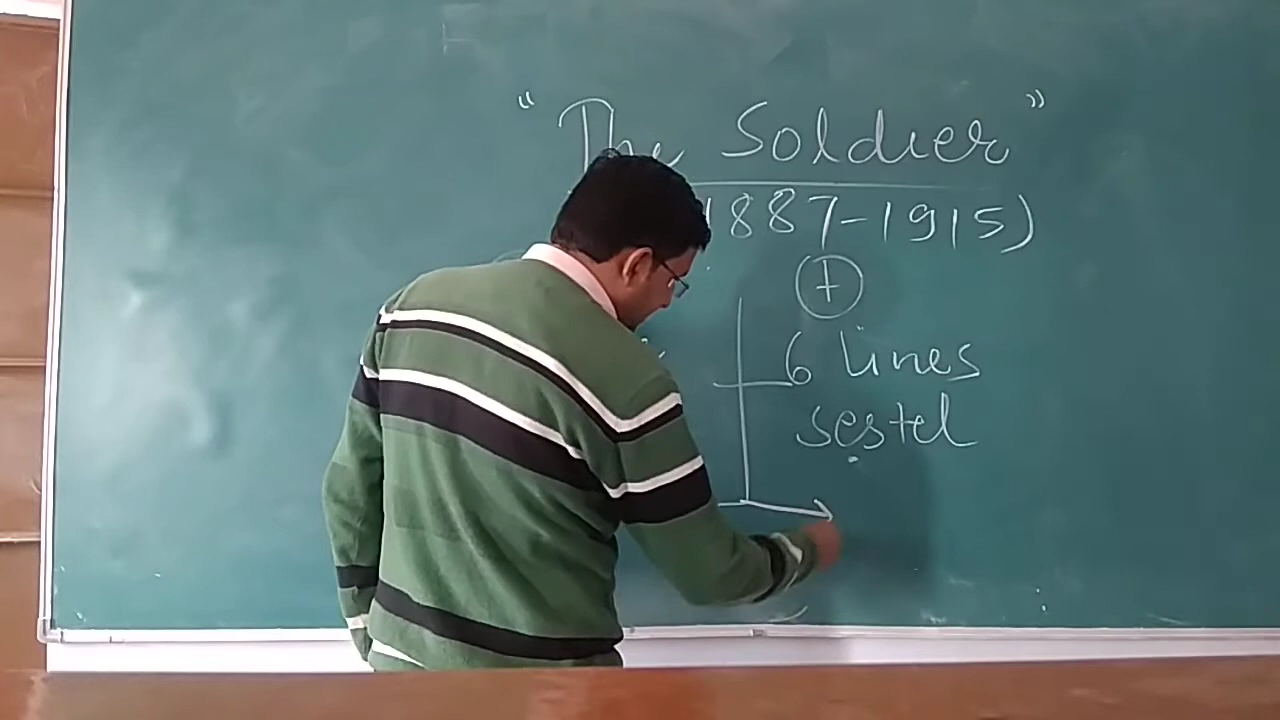 "The Soldier"
1887-1915)
+
6 lines
sestel